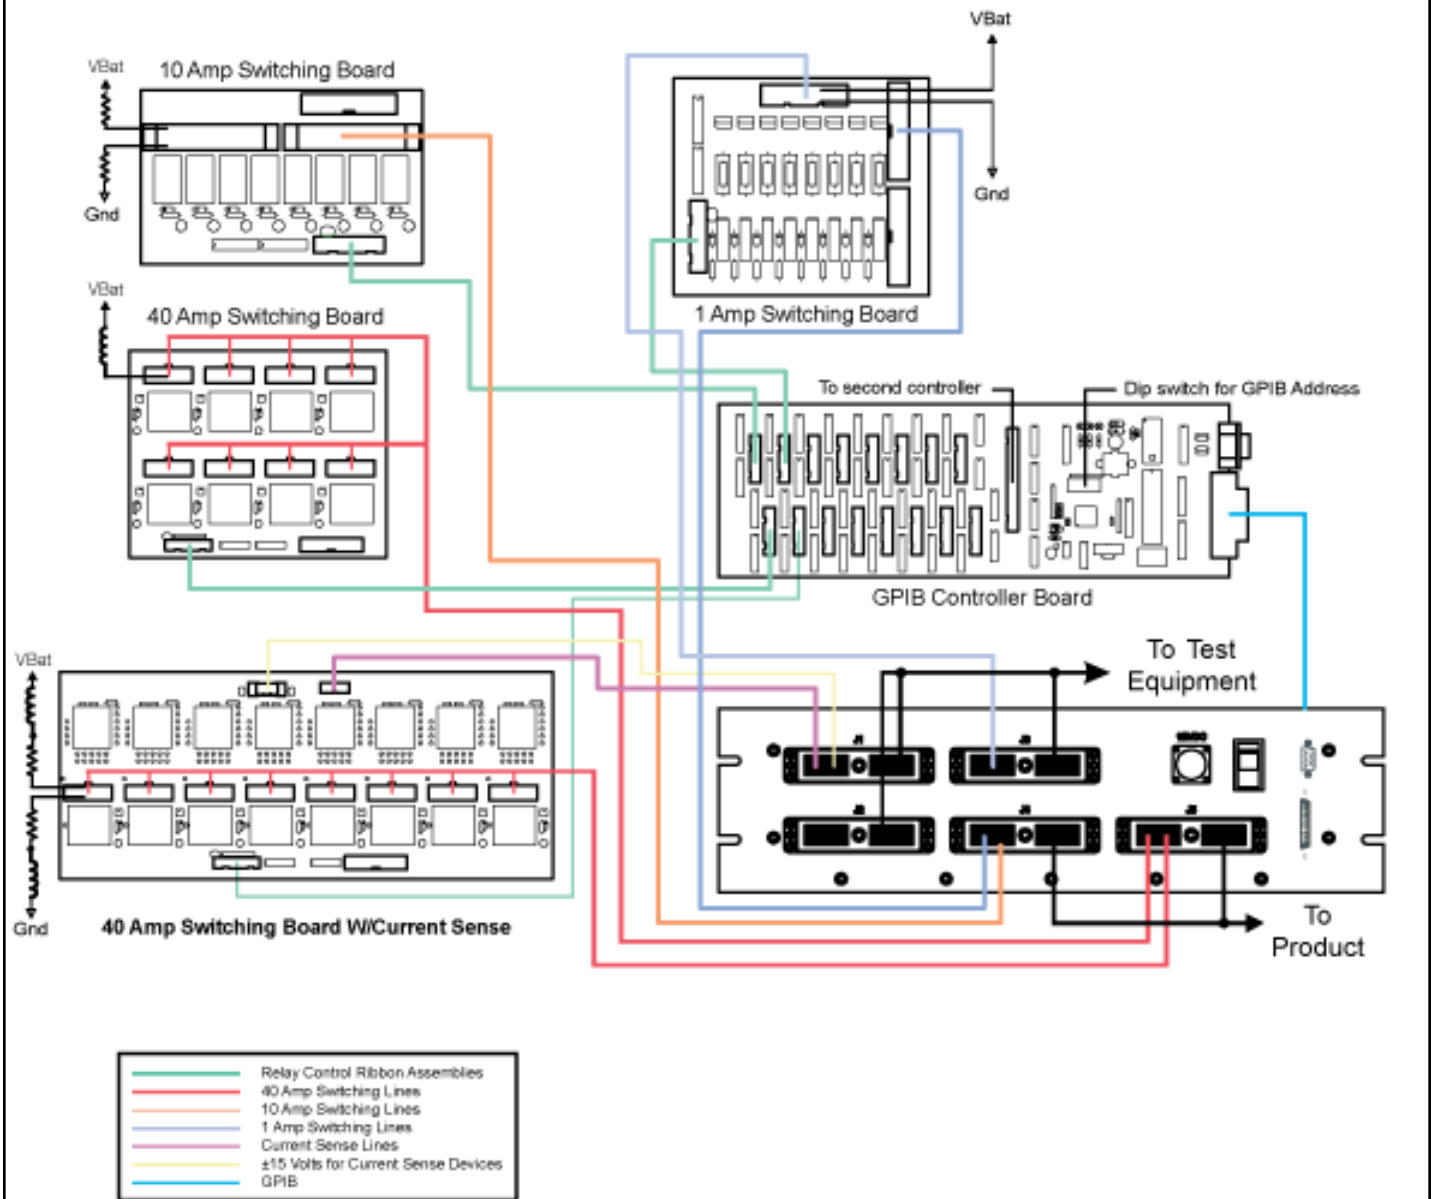 VBat
VBat
10 Amp Switching Board
Gnd
Gnd
VBat
40 Amp Switching Board
1 Amp Switching Board
To second controller
Dip switch for GPIB Address
GPIB Controller Board
VBat
To Test
Equipment
J1
Gnd
40 Amp Switching Board W/Current Sense
To
Product
Relay Control Ribbon Assemblies
40 Amp Switching Lines
10 Amp Switching Lines
1 Amp Switching Lines
Current Sense Lines
±15 Volts for Current Sense Devices
GPIB